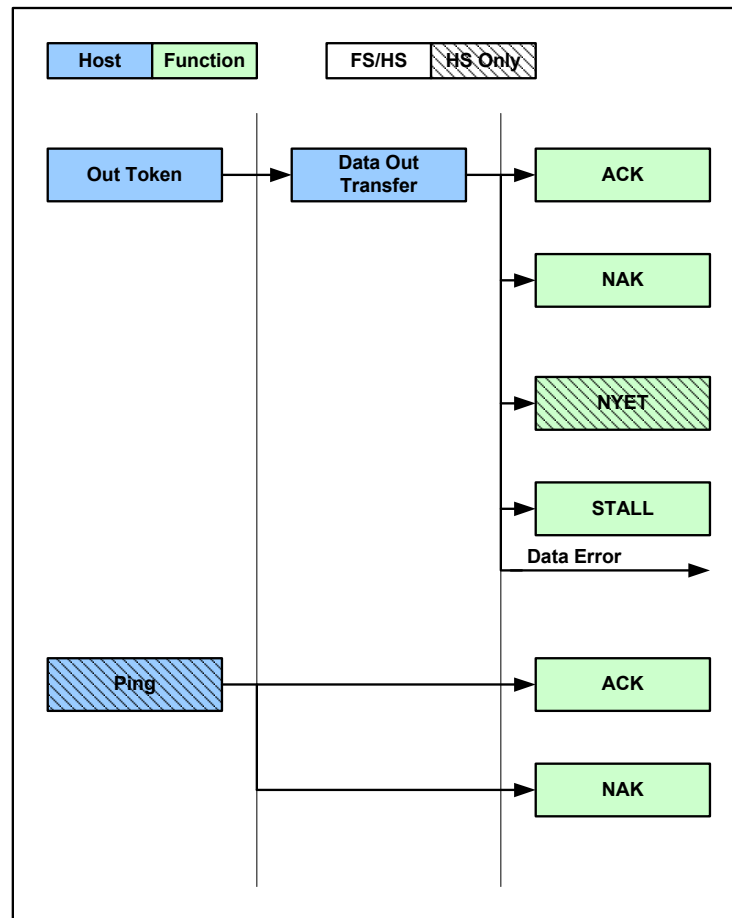 Host
Function
FS/HS
HS Only
Out Token
Data Out
Transfer
ACK
NAK
NYET
STALL
Data Error
Ping
ACK
NAK